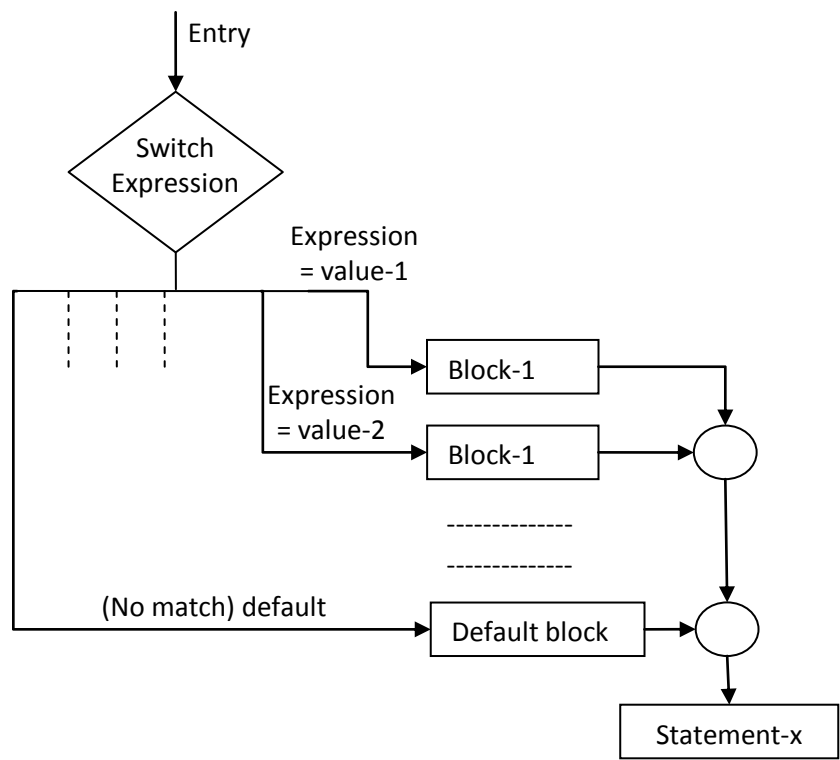 Entry
Switch
Expression
Expression
= value-1
Block-1
Expression
= value-2
Block-1
(No match) default
Default block
Statement-x